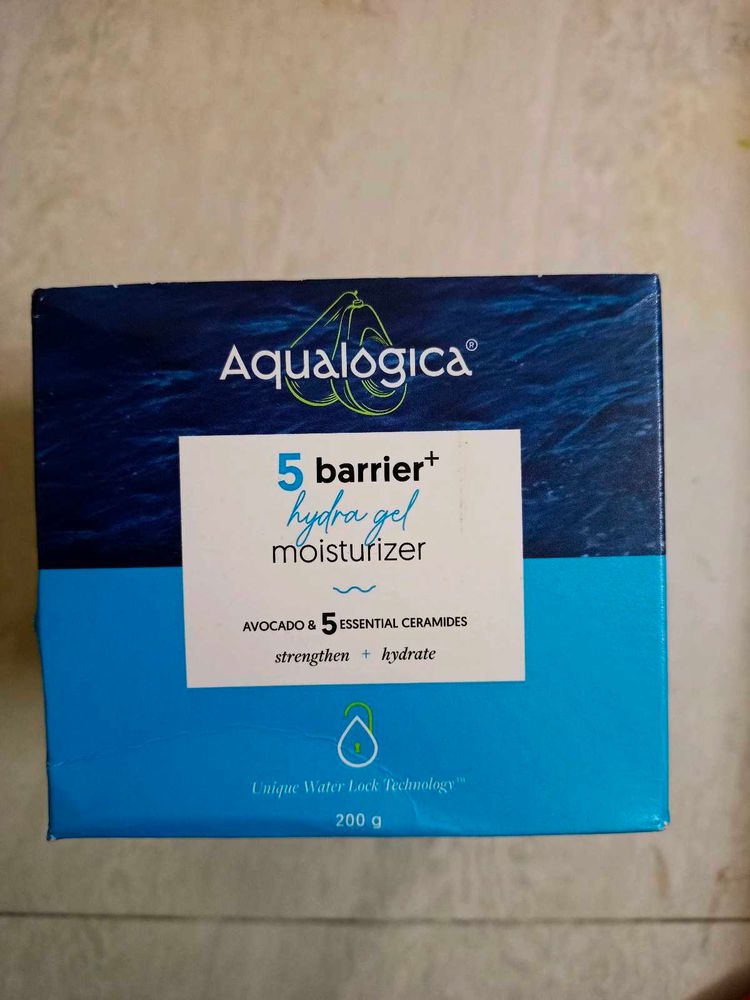 Aqualogica®
5 barrier+
hydra gel
moisturizer
AVOCADO & 5 ESSENTIAL CERAMIDES
strengthen + hydrate
Unique Water Lock Technology™
200 g